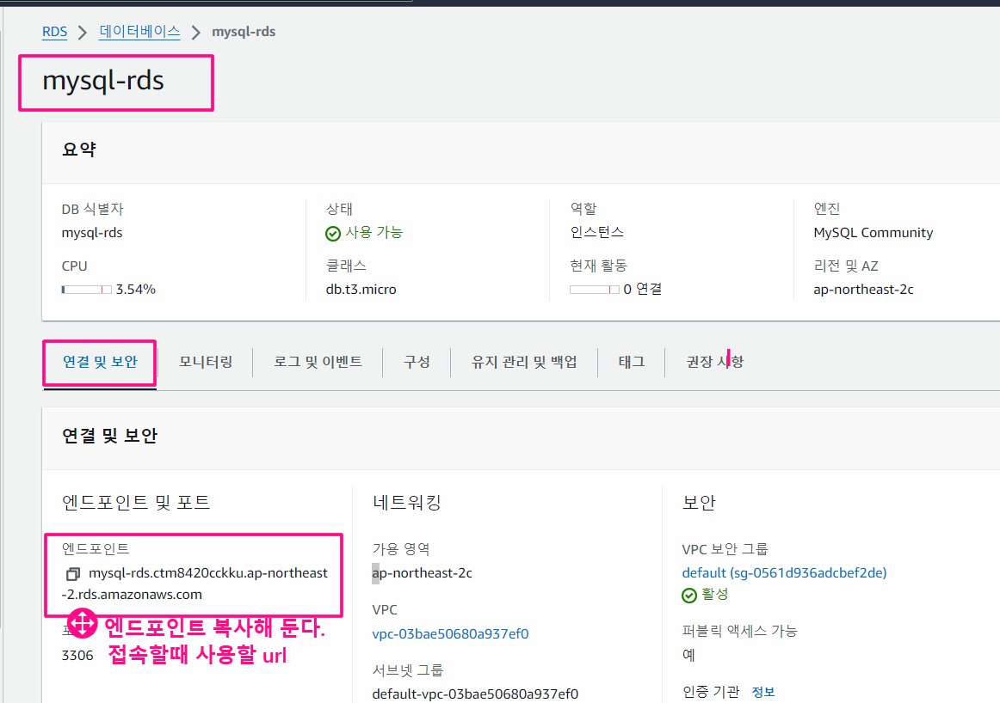 RDS > 데이터베이스 > mysql-rds
mysql-rds
요약
DB 식별자
mysql-rds
상태
사용 가능
역할
인스턴스
엔진
MySQL Community
CPU
3.54%
클래스
db.t3.micro
현재 활동
0 연결
리전 및 AZ
ap-northeast-2c
연결 및 보안 모니터링 로그 및 이벤트 구성 유지 관리 및 백업 태그 권장 사항
연결 및 보안
엔드포인트 및 포트
엔드포인트
mysql-rds.ctm8420cckku.ap-northeast
-2.rds.amazonaws.com
엔드포인트 복사해 둔다.
접속할때 사용할 url
3306
네트워킹
가용 영역
ap-northeast-2c
VPC
vpc-03bae50680a937ef0
서브넷 그룹
default-vpc-03bae50680a937ef0
보안
VPC 보안 그룹
default (sg-0561d936adcbef2de)
활성
퍼블릭 액세스 가능
예
인증 기관 정보